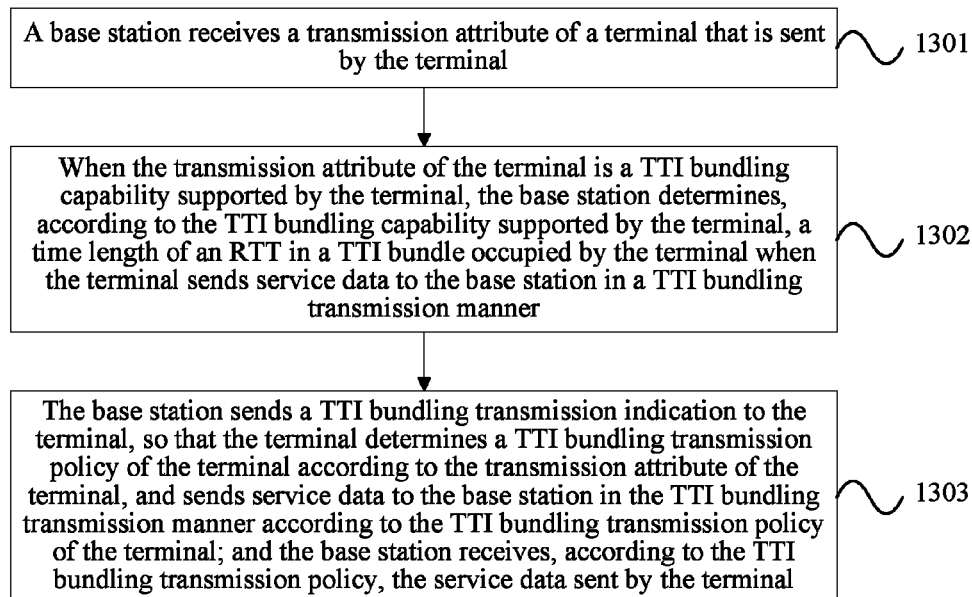 A base station receives a transmission attribute of a terminal that is sent
by the terminal
1301
When the transmission attribute of the terminal is a TTI bundling
capability supported by the terminal, the base station determines,
according to the TTI bundling capability supported by the terminal, a
time length of an RTT in a TTI bundle occupied by the terminal when
the terminal sends service data to the base station in a TTI bundling
transmission manner
1302
The base station sends a TTI bundling transmission indication to the
terminal, so that the terminal determines a TTI bundling transmission
policy of the terminal according to the transmission attribute of the
terminal, and sends service data to the base station in the TTI bundling
transmission manner according to the TTI bundling transmission policy
of the terminal; and the base station receives, according to the TTI
bundling transmission policy, the service data sent by the terminal
1303